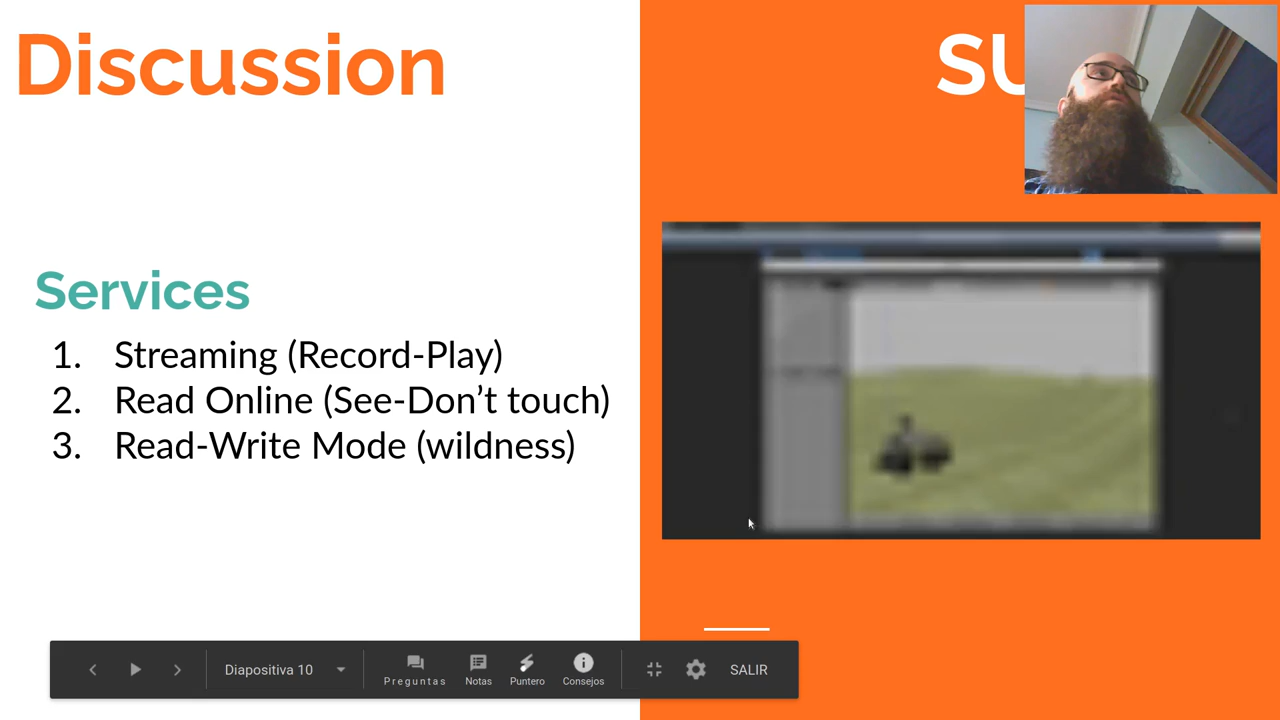 Discussion
SU
Services
1. Streaming (Record-Play)
2. Read Online (See-Don’t touch)
3. Read-Write Mode (wildness)
Diapositiva 10
Preguntas
Notas
Puntero
Consejos
SALIR